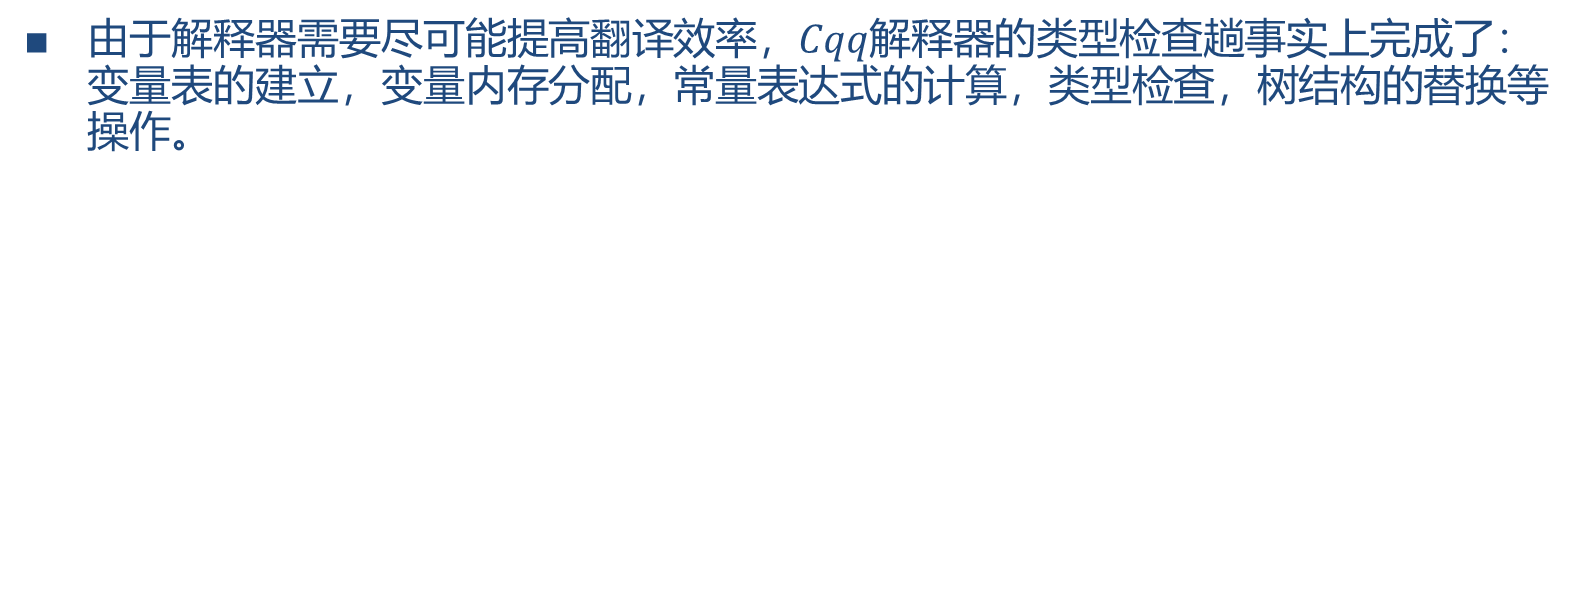 ■ 由于解释器需要尽可能提高翻译效率，Cqq解释器的类型检查趟事实上完成了：
变量表的建立，变量内存分配，常量表达式的计算，类型检查，树结构的替换等
操作。